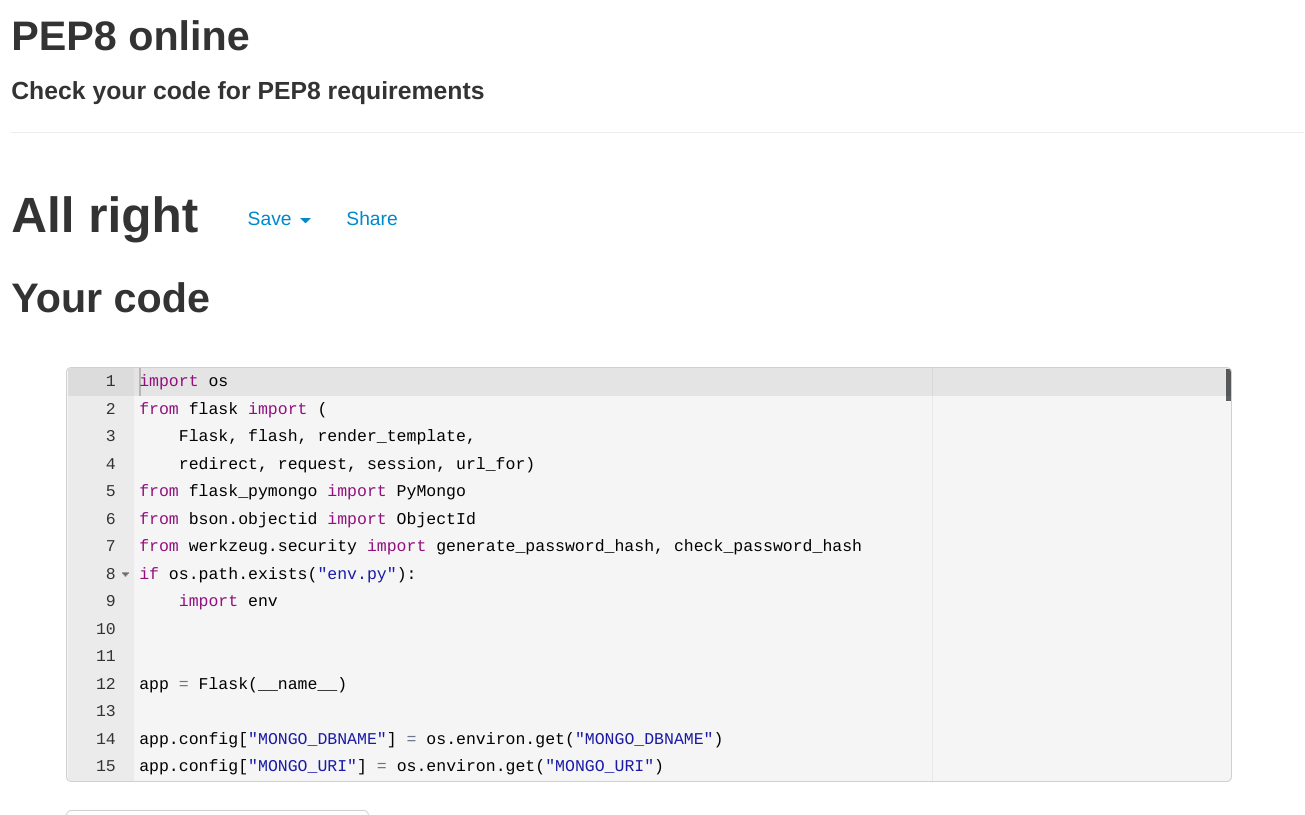 PEP8 online
Check your code for PEP8 requirements
All right Save Share
Your code
1 import os
2 from flask import (
3     Flask, flash, render_template,
4     redirect, request, session, url_for)
5 from flask_pymongo import PyMongo
6 from bson.objectid import ObjectId
7 from werkzeug.security import generate_password_hash, check_password_hash
8 if os.path.exists("env.py"):
9     import env
10
11
12 app = Flask(__name__)
13
14 app.config["MONGO_DBNAME"] = os.environ.get("MONGO_DBNAME")
15 app.config["MONGO_URI"] = os.environ.get("MONGO_URI")